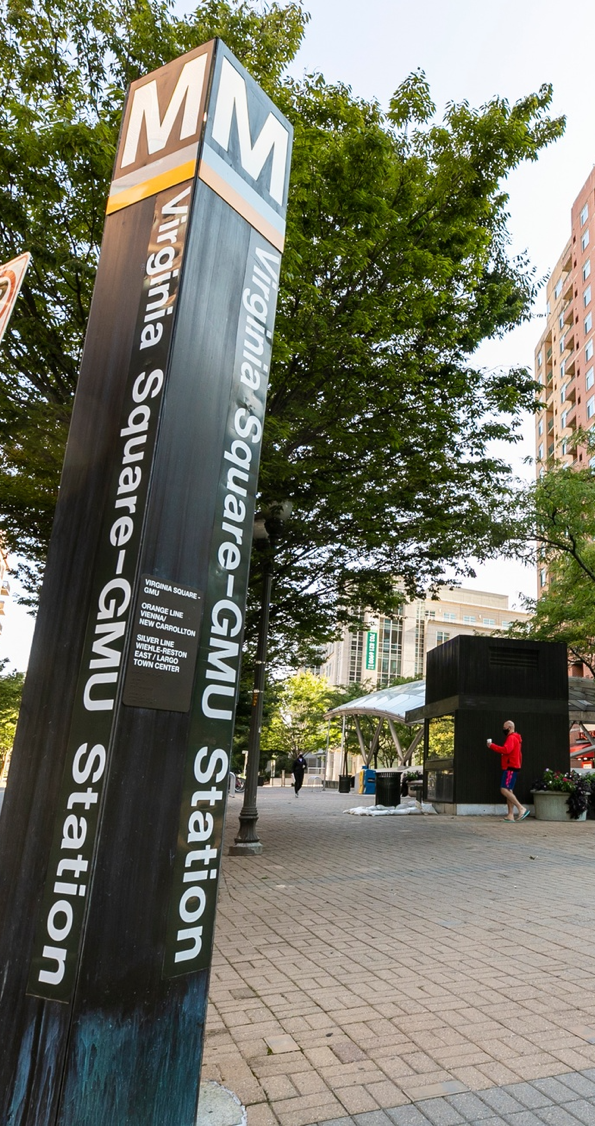 M
M
Virginia Square-GMU Station
Virginia Square-GMU Station
VIRGINIA SQUARE -
GMU
ORANGE LINE
VIENNA/
NEW CARROLLTON
SILVER LINE
WIEHLE-RESTON
EAST / LARGO
TOWN CENTER